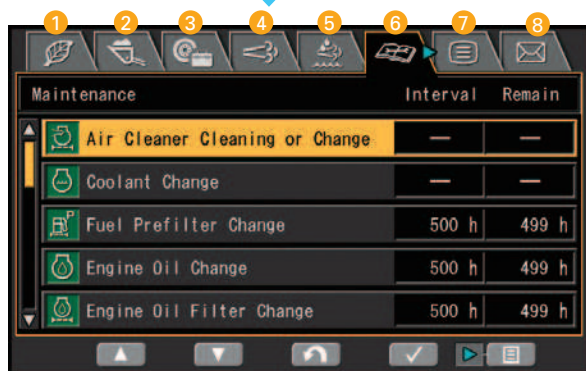 1 2 3 4 5 6 7 8
Maintenance Interval Remain
Air Cleaner Cleaning or Change — —
Coolant Change — —
P Fuel Prefilter Change 500 h 499 h
Engine Oil Change 500 h 499 h
Engine Oil Filter Change 500 h 499 h